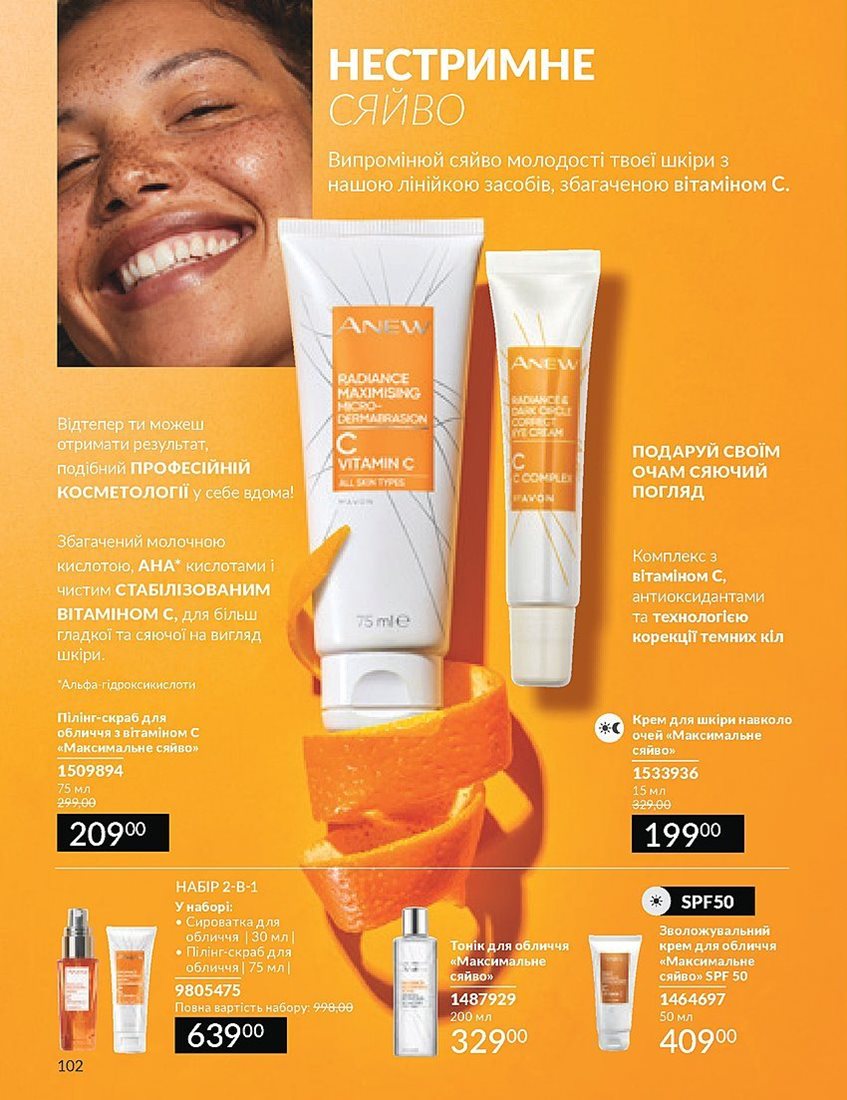 НЕСТРИМНЕ
СЯЙВО
Випромінюй сяйво молодості твоєї шкіри з
нашою лінійкою засобів, збагаченою вітаміном С.
ANEW
RADIANCE
MAXIMISING
MICRO-
DERMABRASION
C
VITAMIN C
ALL SKIN TYPES
AVON
75 ml e
ANEW
RADIANCE &
DARK CIRCLE
CORRECT
EYE CREAM
C
C COMPLEX
AVON
Відтепер ти можеш
отримати результат,
подібний ПРОФЕСІЙНІЙ
КОСМЕТОЛОГІЇ у себе вдома!
Збагачений молочною
кислотою, АНА* кислотами і
чистим СТАБІЛІЗОВАНИМ
ВІТАМІНОМ С, для більш
гладкої та сяючої на вигляд
шкіри.
*Альфа-гідроксикислоти
Пілінг-скраб для
обличчя з вітаміном С
«Максимальне сяйво»
1509894
75 мл
299,00
20900
ПОДАРУЙ СВОЇМ
ОЧАМ СЯЮЧИЙ
ПОГЛЯД
Комплекс з
вітаміном С,
антиоксидантами
та технологією
корекції темних кіл
Крем для шкіри навколо
очей «Максимальне
сяйво»
1533936
15 мл
329,00
19900
НАБІР 2-В-1
У наборі:
• Сироватка для
обличчя | 30 мл |
• Пілінг-скраб для
обличчя | 75 мл |
9805475
Повна вартість набору: 998,00
63900
Тонік для обличчя
«Максимальне
сяйво»
1487929
200 мл
32900
SPF50
Зволожувальний
крем для обличчя
«Максимальне
сяйво» SPF 50
1464697
50 мл
40900
102